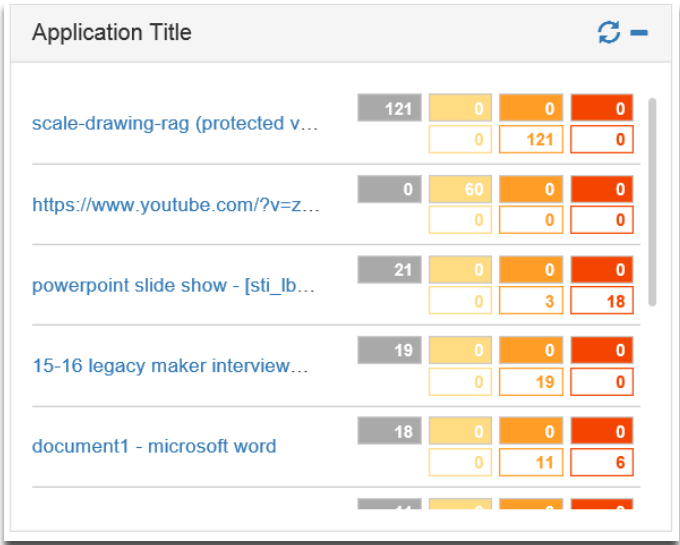 Application Title
scale-drawing-rag (protected v... 121 0 0 0
0 121 0
https://www.youtube.com/?v=z... 0 60 0 0
0 0 0
powerpoint slide show - [sti_lb... 21 0 0 0
0 3 18
15-16 legacy maker interview... 19 0 0 0
0 19 0
document1 - microsoft word 18 0 0 0
0 11 6